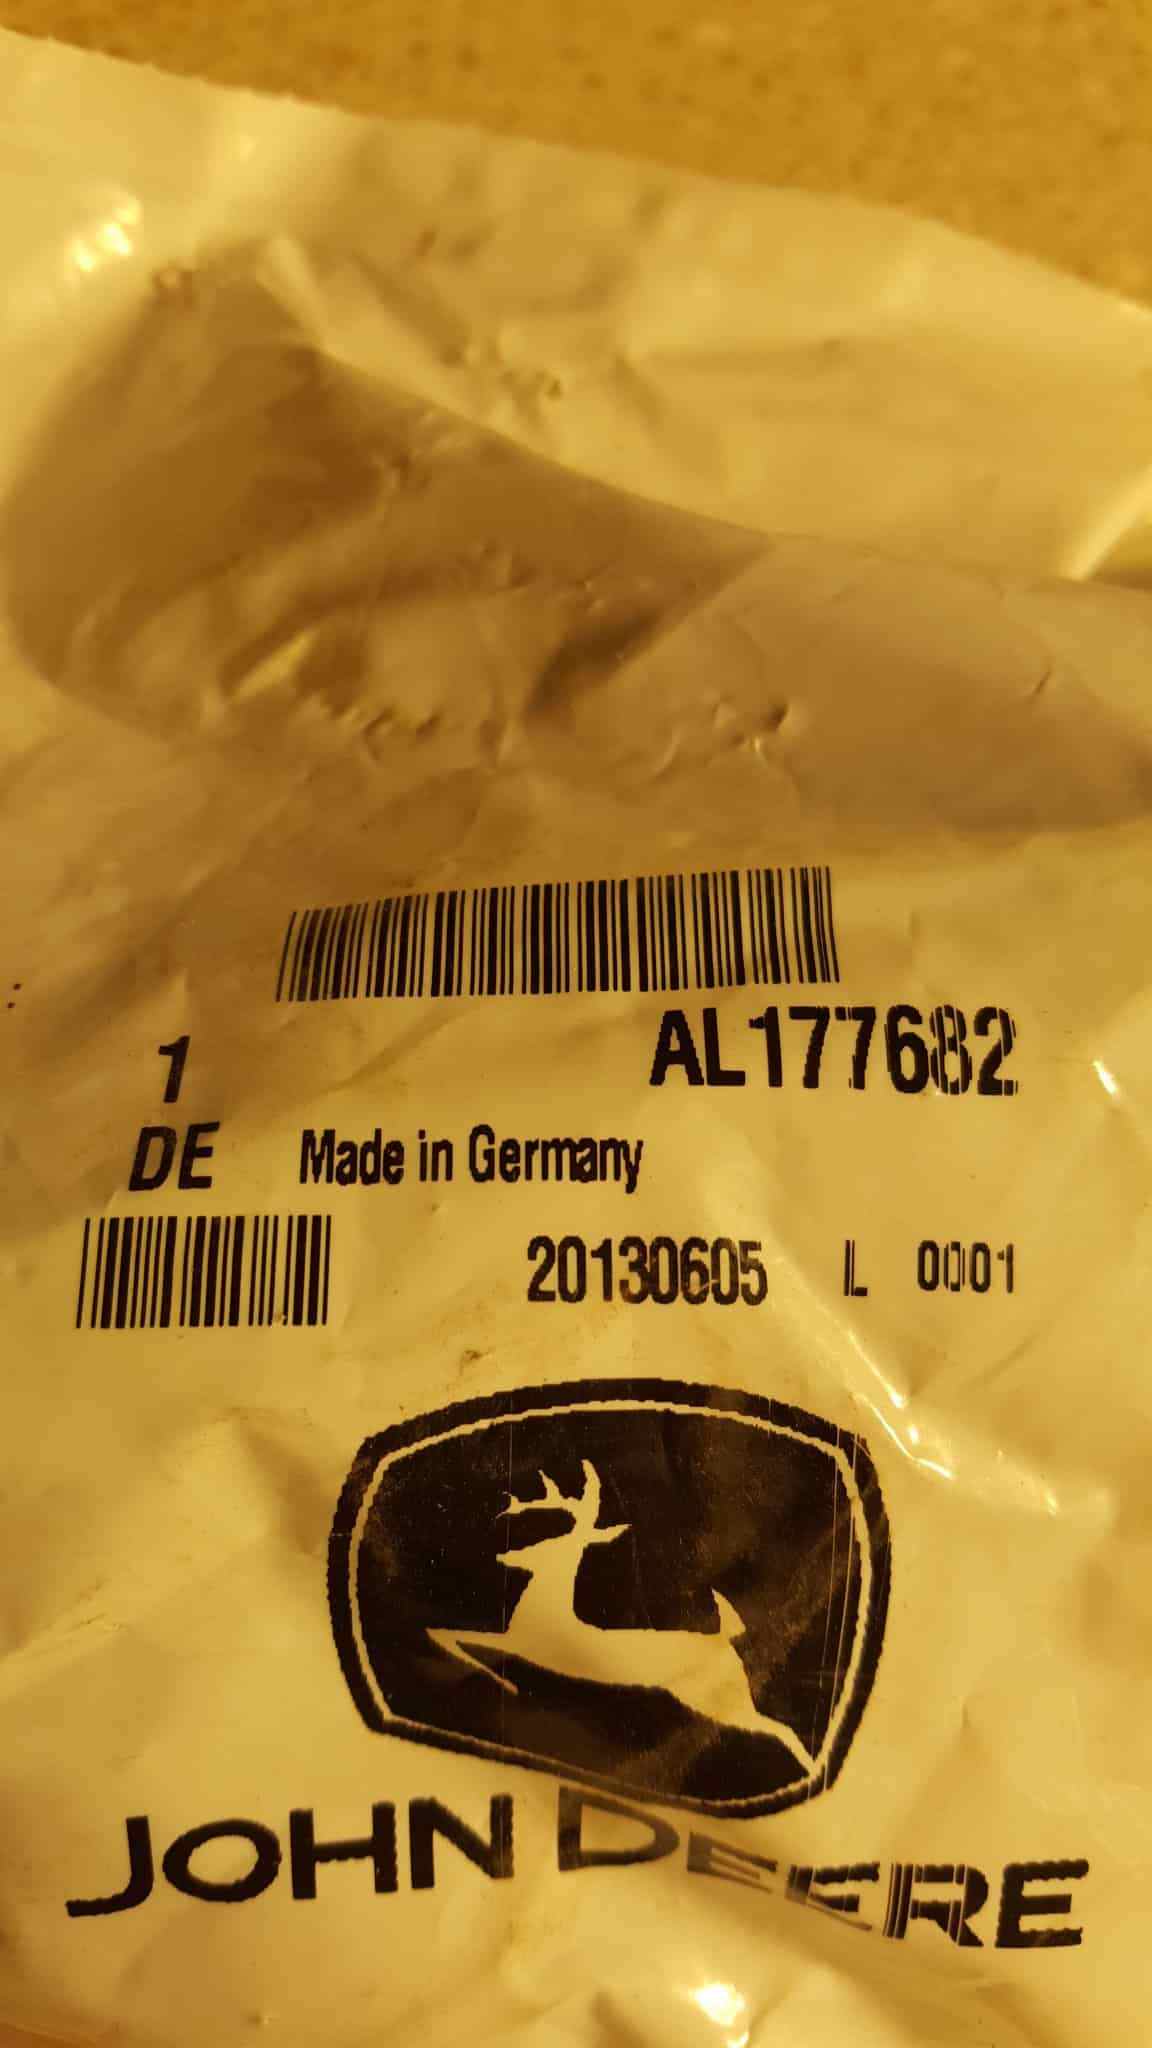 AL177682
1
DE Made in Germany
20130605 L 0001
JOHN DEERE